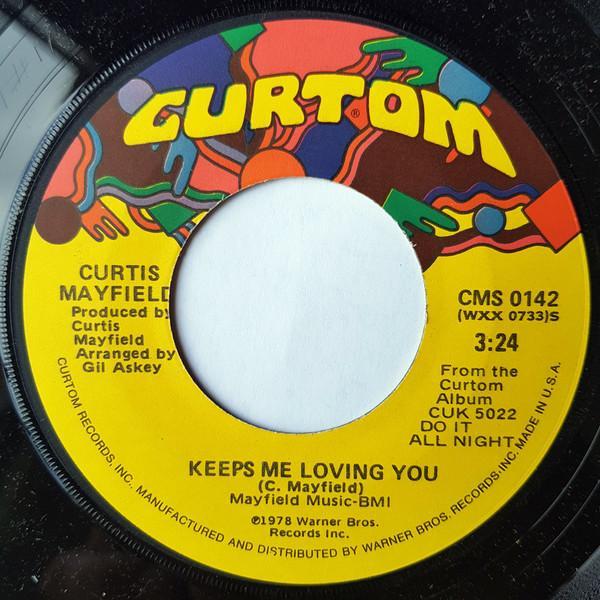 CURTOM
®
CURTIS
MAYFIELD
Produced by
Curtis
Mayfield
Arranged by
Gil Askey
CMS 0142
(WXX 0733)S
3:24
From the
Curtom
Album
CUK 5022
DO IT
ALL NIGHT
KEEPS ME LOVING YOU
(C. Mayfield)
Mayfield Music-BMI
℗1978 Warner Bros.
Records Inc.
CURTOM RECORDS, INC., MANUFACTURED AND DISTRIBUTED BY WARNER BROS. RECORDS, INC. MADE IN U.S.A.